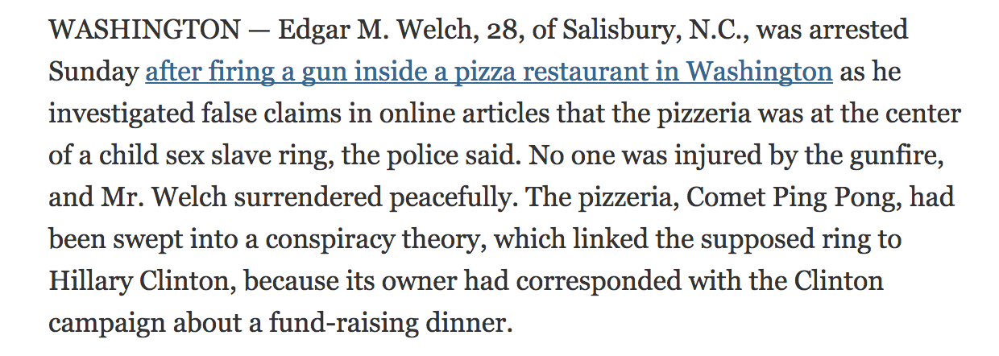 WASHINGTON — Edgar M. Welch, 28, of Salisbury, N.C., was arrested
Sunday after firing a gun inside a pizza restaurant in Washington as he
investigated false claims in online articles that the pizzeria was at the center
of a child sex slave ring, the police said. No one was injured by the gunfire,
and Mr. Welch surrendered peacefully. The pizzeria, Comet Ping Pong, had
been swept into a conspiracy theory, which linked the supposed ring to
Hillary Clinton, because its owner had corresponded with the Clinton
campaign about a fund-raising dinner.